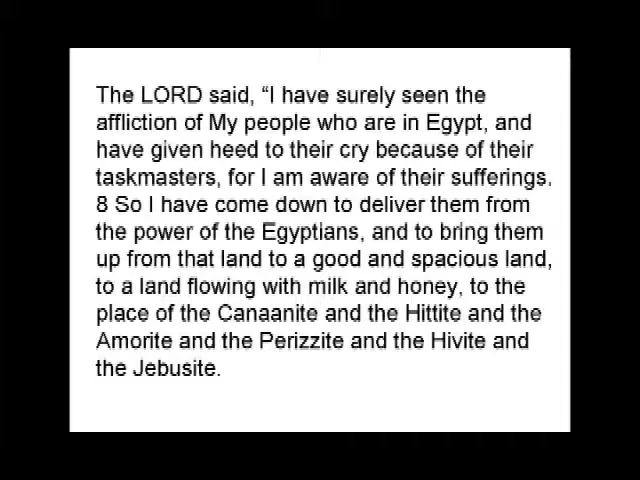 The LORD said, “I have surely seen the
affliction of My people who are in Egypt, and
have given heed to their cry because of their
taskmasters, for I am aware of their sufferings.
8 So I have come down to deliver them from
the power of the Egyptians, and to bring them
up from that land to a good and spacious land,
to a land flowing with milk and honey, to the
place of the Canaanite and the Hittite and the
Amorite and the Perizzite and the Hivite and
the Jebusite.